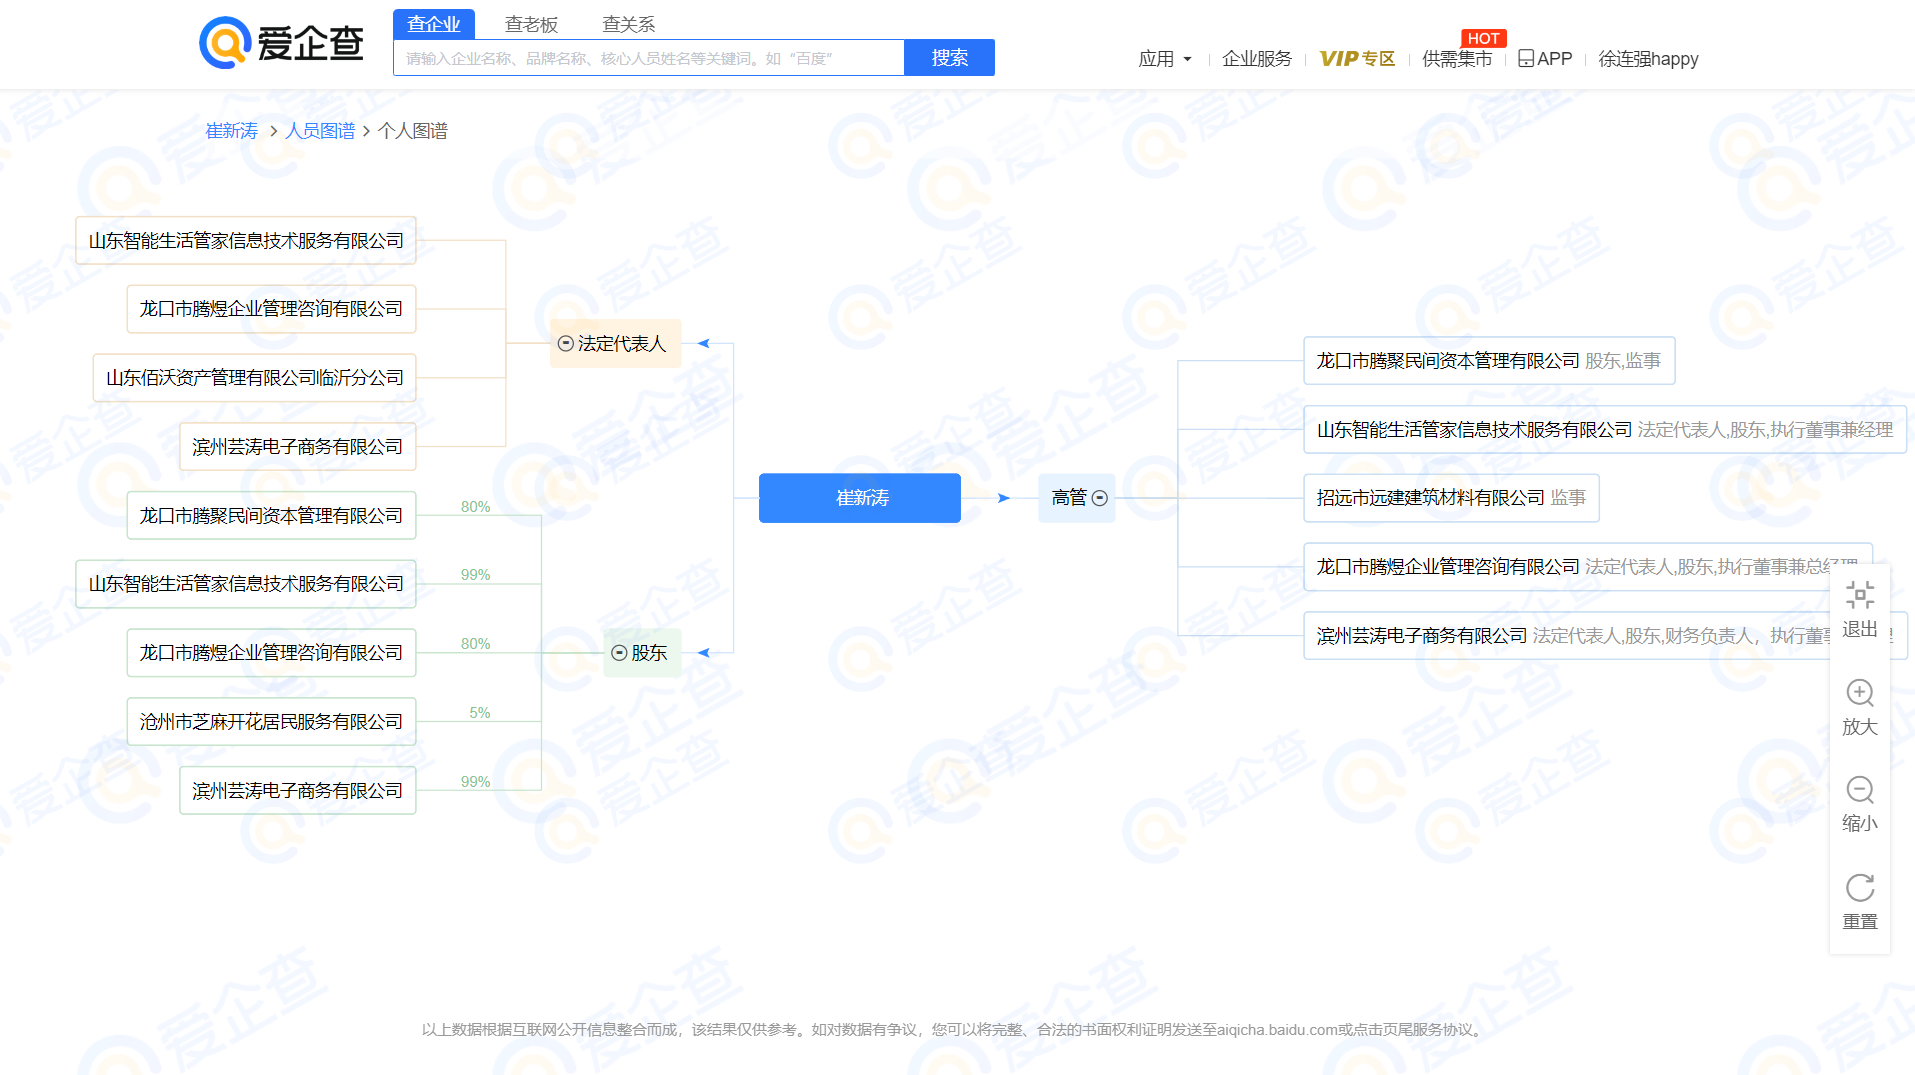 爱企查
查企业 查老板 查关系
请输入企业名称、品牌名称、核心人员姓名等关键词。如“百度” 搜索
应用 企业服务 VIP专区 供需集市 HOT APP 徐连强happy
崔新涛 > 人员图谱 > 个人图谱
山东智能生活管家信息技术服务有限公司
龙口市腾煜企业管理咨询有限公司
法定代表人
山东佰沃资产管理有限公司临沂分公司
滨州芸涛电子商务有限公司
龙口市腾聚民间资本管理有限公司 80%
山东智能生活管家信息技术服务有限公司 99%
龙口市腾煜企业管理咨询有限公司 80%
股东
沧州市芝麻开花居民服务有限公司 5%
滨州芸涛电子商务有限公司 99%
崔新涛
高管
龙口市腾聚民间资本管理有限公司 股东,监事
山东智能生活管家信息技术服务有限公司 法定代表人,股东,执行董事兼经理
招远市远建建筑材料有限公司 监事
龙口市腾煜企业管理咨询有限公司 法定代表人,股东,执行董事兼总经理
滨州芸涛电子商务有限公司 法定代表人,股东,财务负责人，执行董事
退出
放大
缩小
重置
以上数据根据互联网公开信息整合而成，该结果仅供参考。如对数据有争议，您可以将完整、合法的书面权利证明发送至aiqicha.baidu.com或点击页尾服务协议。